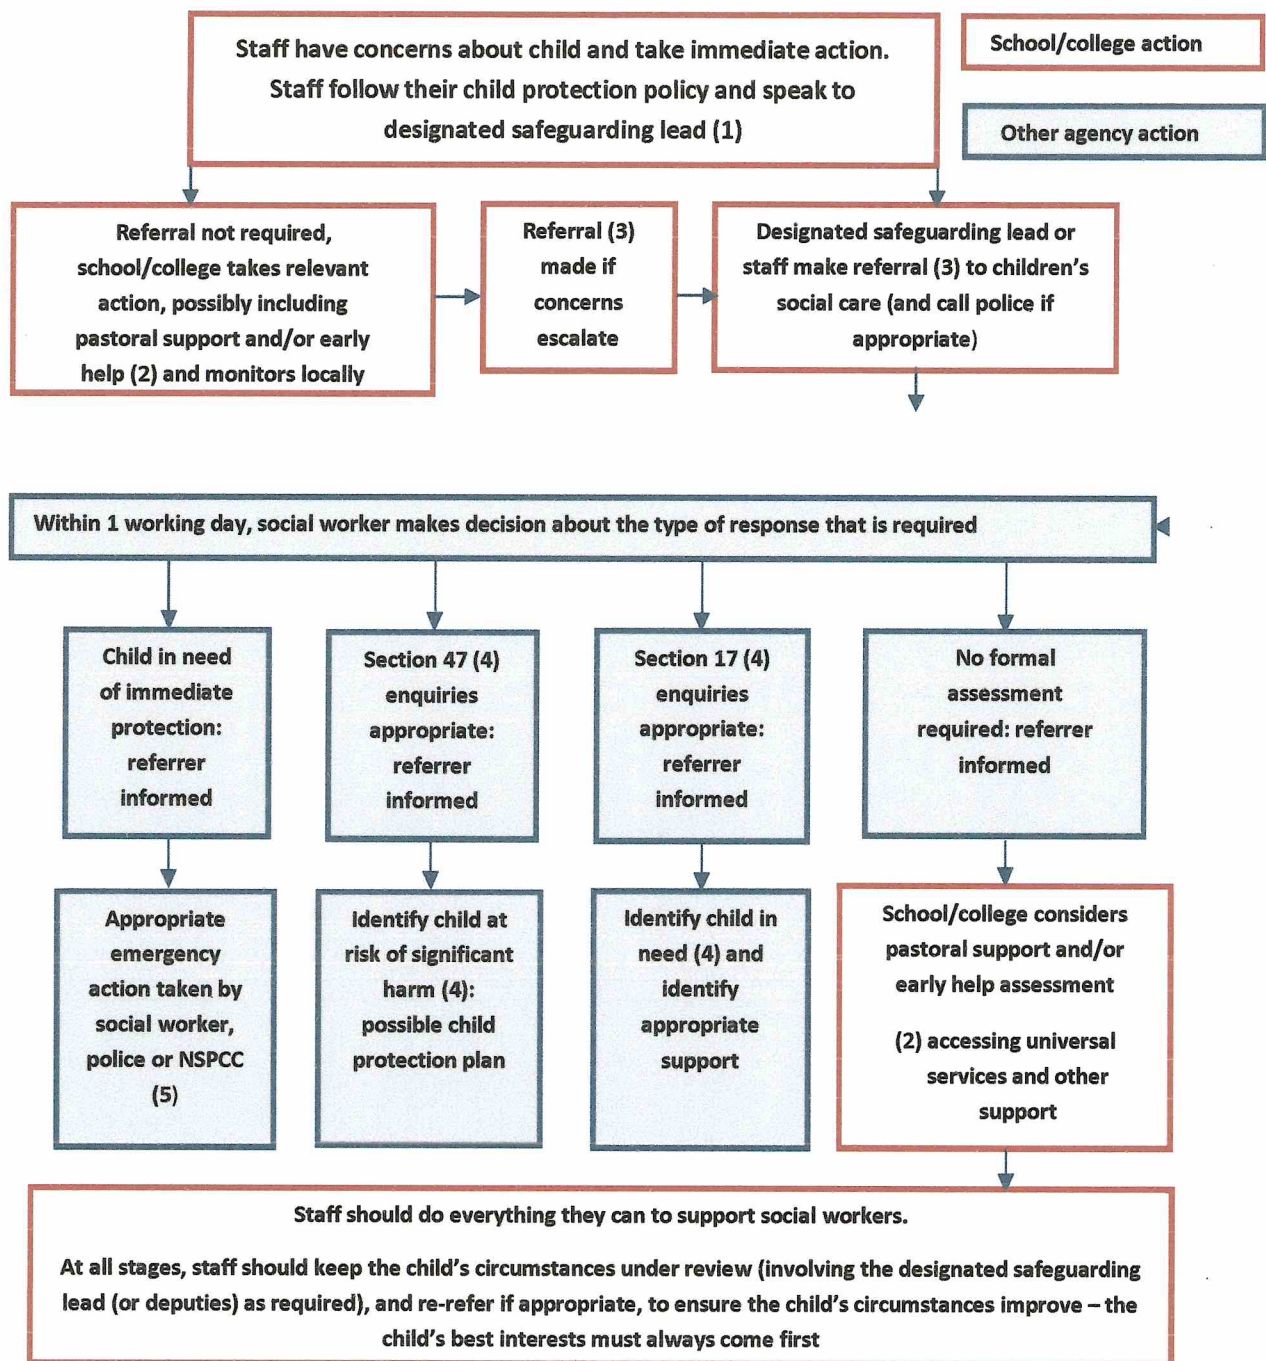 Staff have concerns about child and take immediate action.
Staff follow their child protection policy and speak to
designated safeguarding lead (1)
School/college action
Other agency action
Referral not required,
school/college takes relevant
action, possibly including
pastoral support and/or early
help (2) and monitors locally
Referral (3)
made if
concerns
escalate
Designated safeguarding lead or
staff make referral (3) to children's
social care (and call police if
appropriate)
Within 1 working day, social worker makes decision about the type of response that is required
Child in need
of immediate
protection:
referrer
informed
Section 47 (4)
enquiries
appropriate:
referrer
informed
Section 17 (4)
enquiries
appropriate:
referrer
informed
No formal
assessment
required: referrer
informed
Appropriate
emergency
action taken by
social worker,
police or NSPCC
(5)
Identify child at
risk of significant
harm (4):
possible child
protection plan
Identify child in
need (4) and
identify
appropriate
support
School/college considers
pastoral support and/or
early help assessment
(2) accessing universal
services and other
support
Staff should do everything they can to support social workers.
At all stages, staff should keep the child's circumstances under review (involving the designated safeguarding
lead (or deputies) as required), and re-refer if appropriate, to ensure the child's circumstances improve – the
child's best interests must always come first